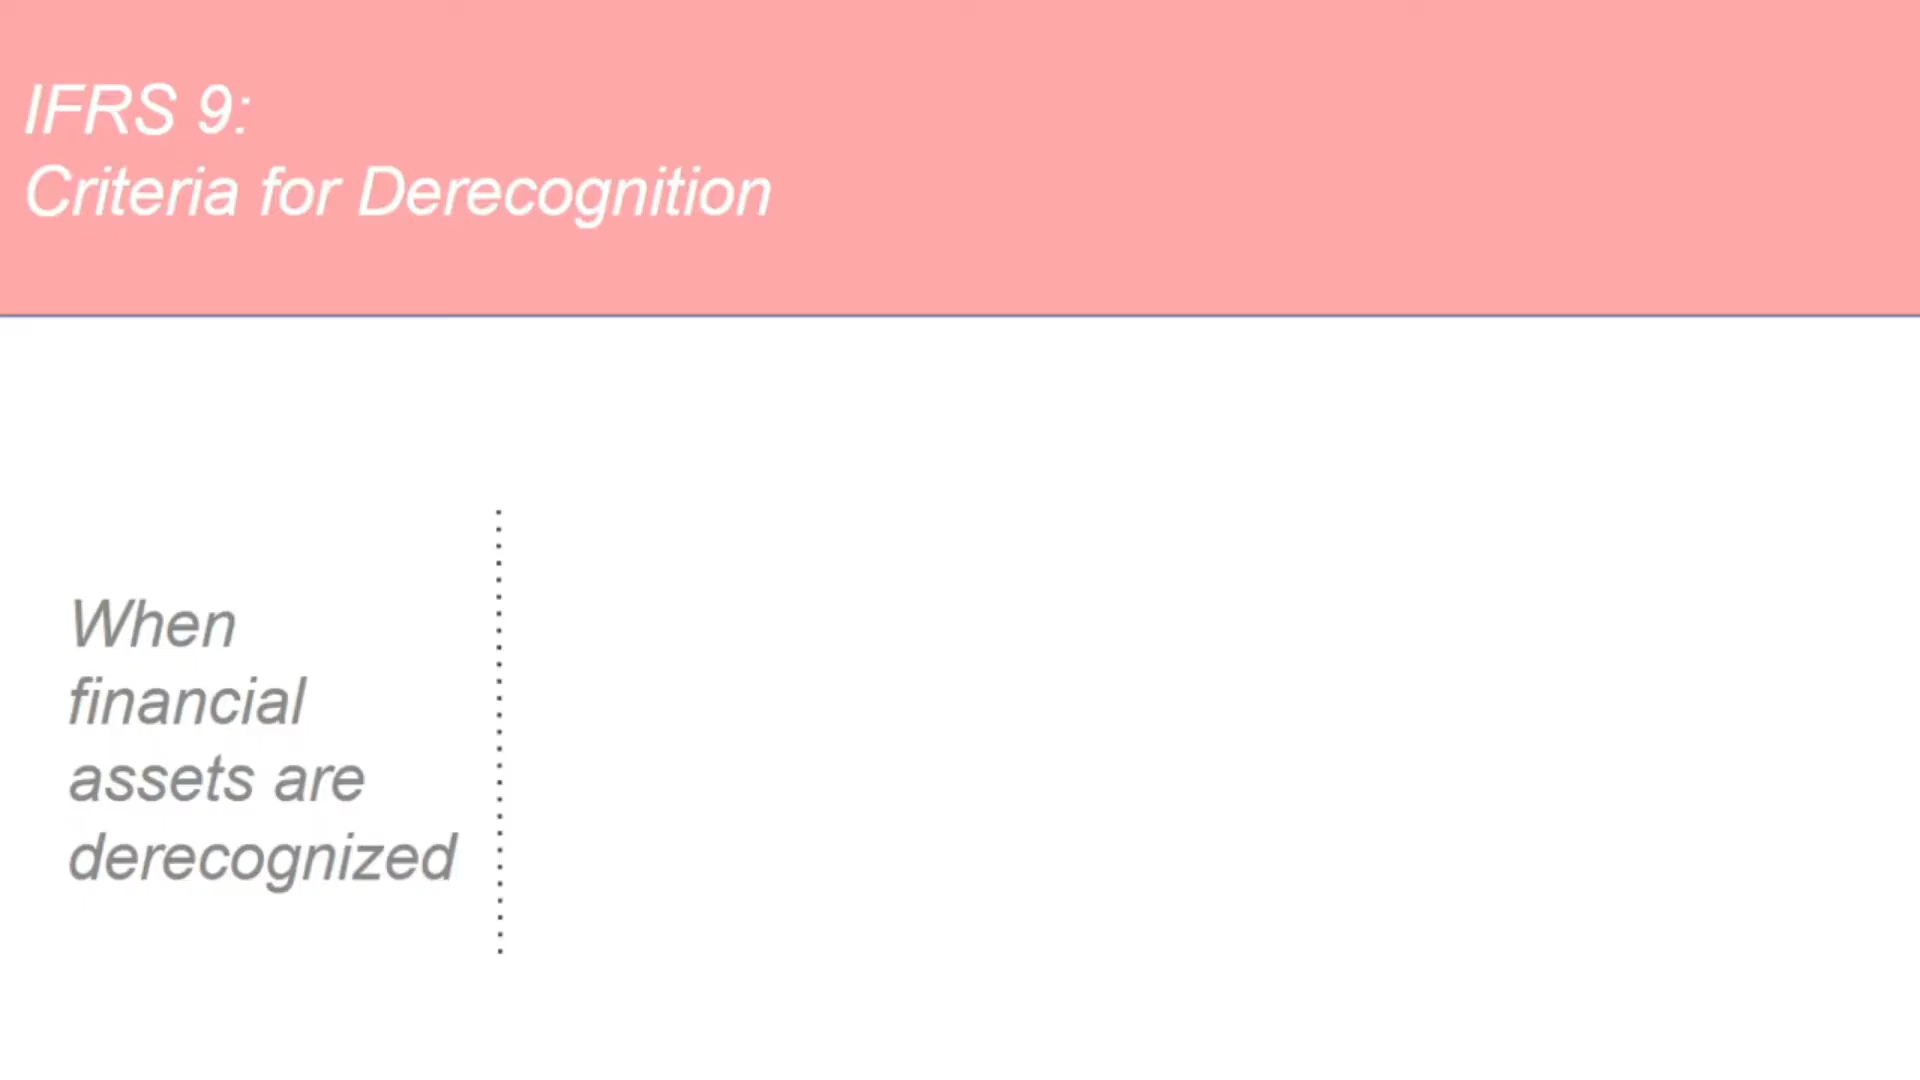 IFRS 9:
Criteria for Derecognition
When
financial
assets are
derecognized